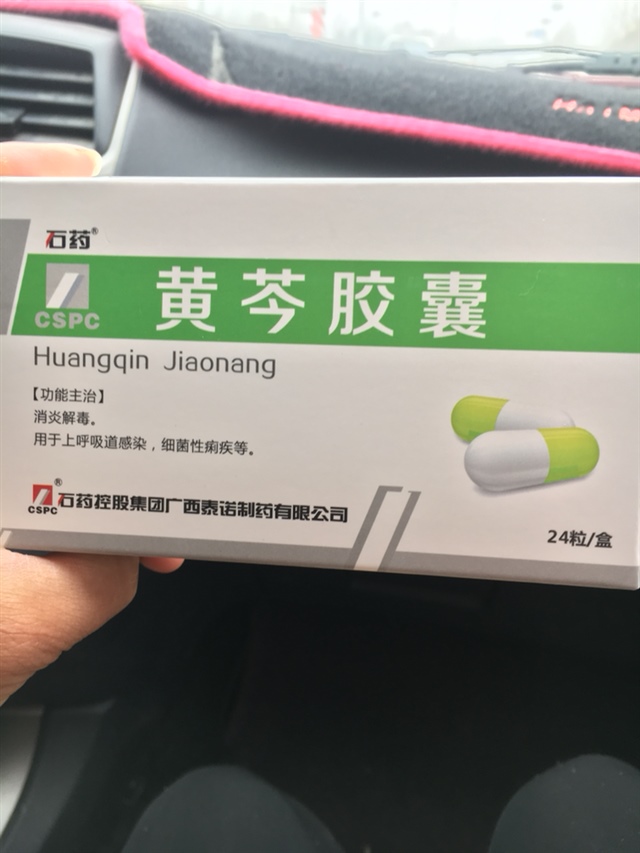 石药®
CSPC
黄芩胶囊
Huangqin Jiaonang
【功能主治】
消炎解毒。
用于上呼吸道感染，细菌性痢疾等。
CSPC® 石药控股集团广西泰诺制药有限公司
24粒/盒